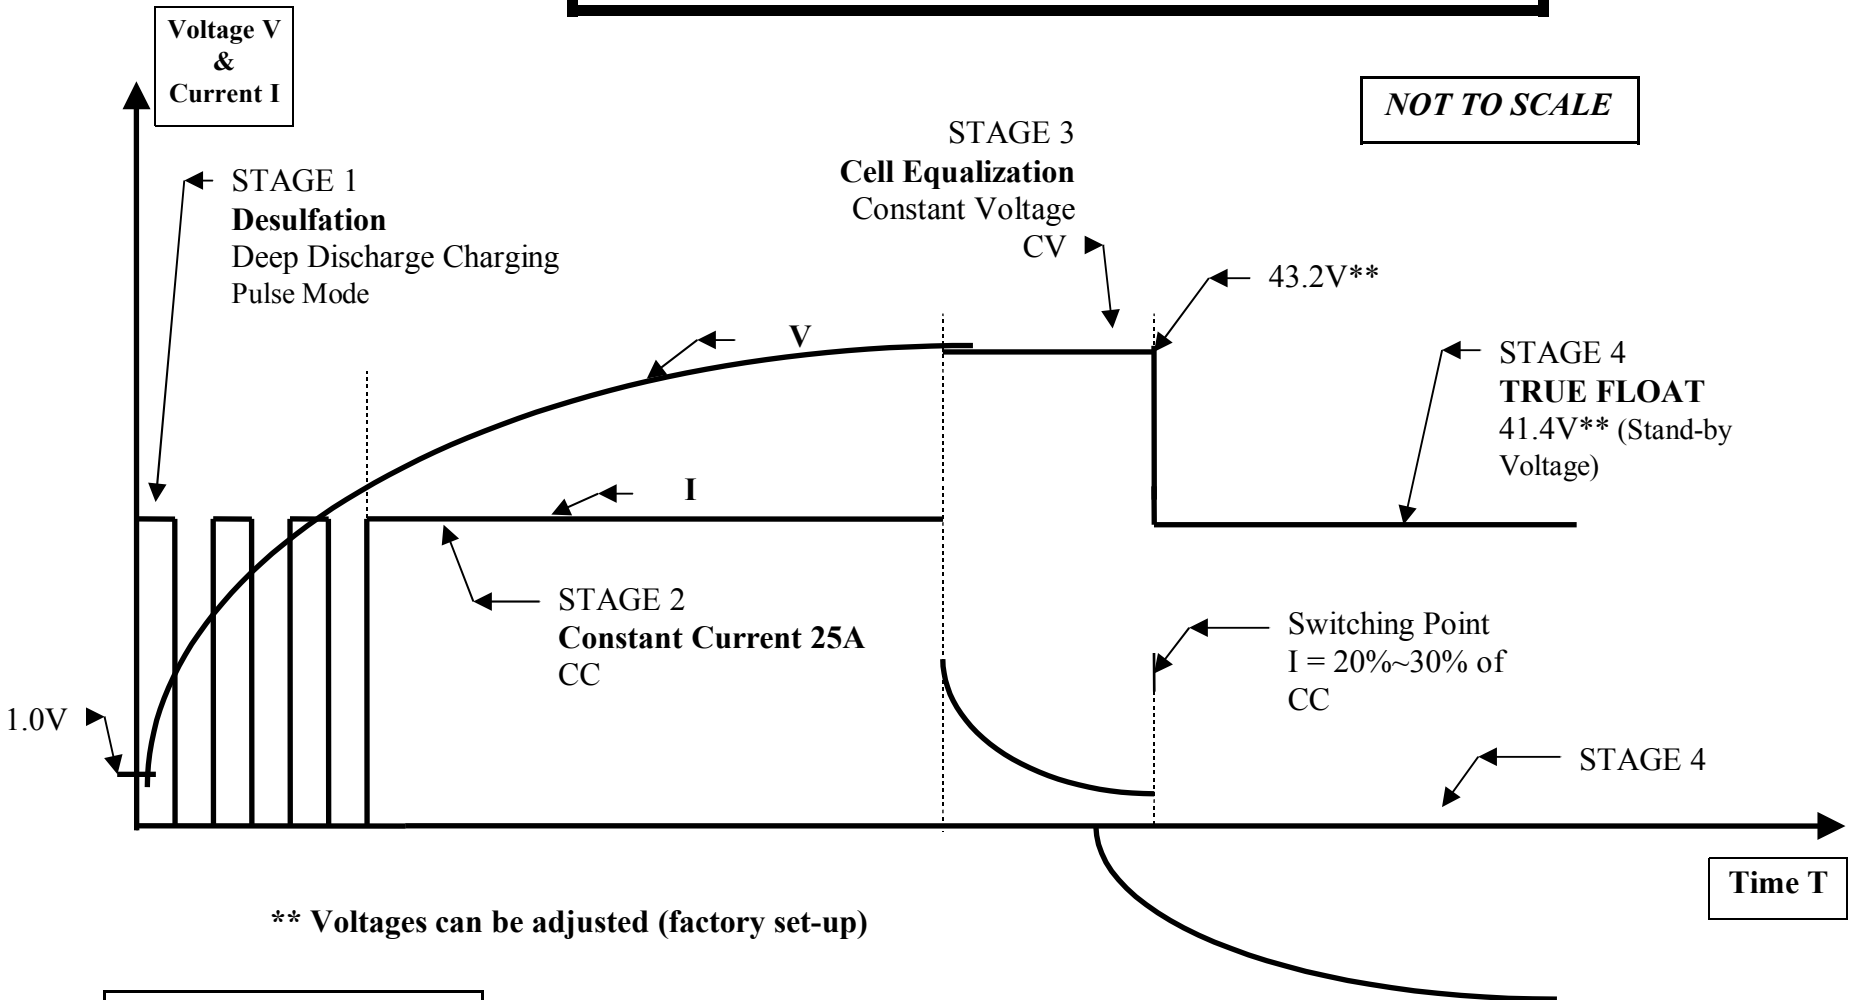 Voltage V
&
Current I
NOT TO SCALE
STAGE 1
Desulfation
Deep Discharge Charging
Pulse Mode
STAGE 3
Cell Equalization
Constant Voltage
CV
43.2V**
V
STAGE 4
TRUE FLOAT
41.4V** (Stand-by
Voltage)
I
STAGE 2
Constant Current 25A
CC
Switching Point
I = 20%~30% of
CC
1.0V
STAGE 4
Time T
** Voltages can be adjusted (factory set-up)